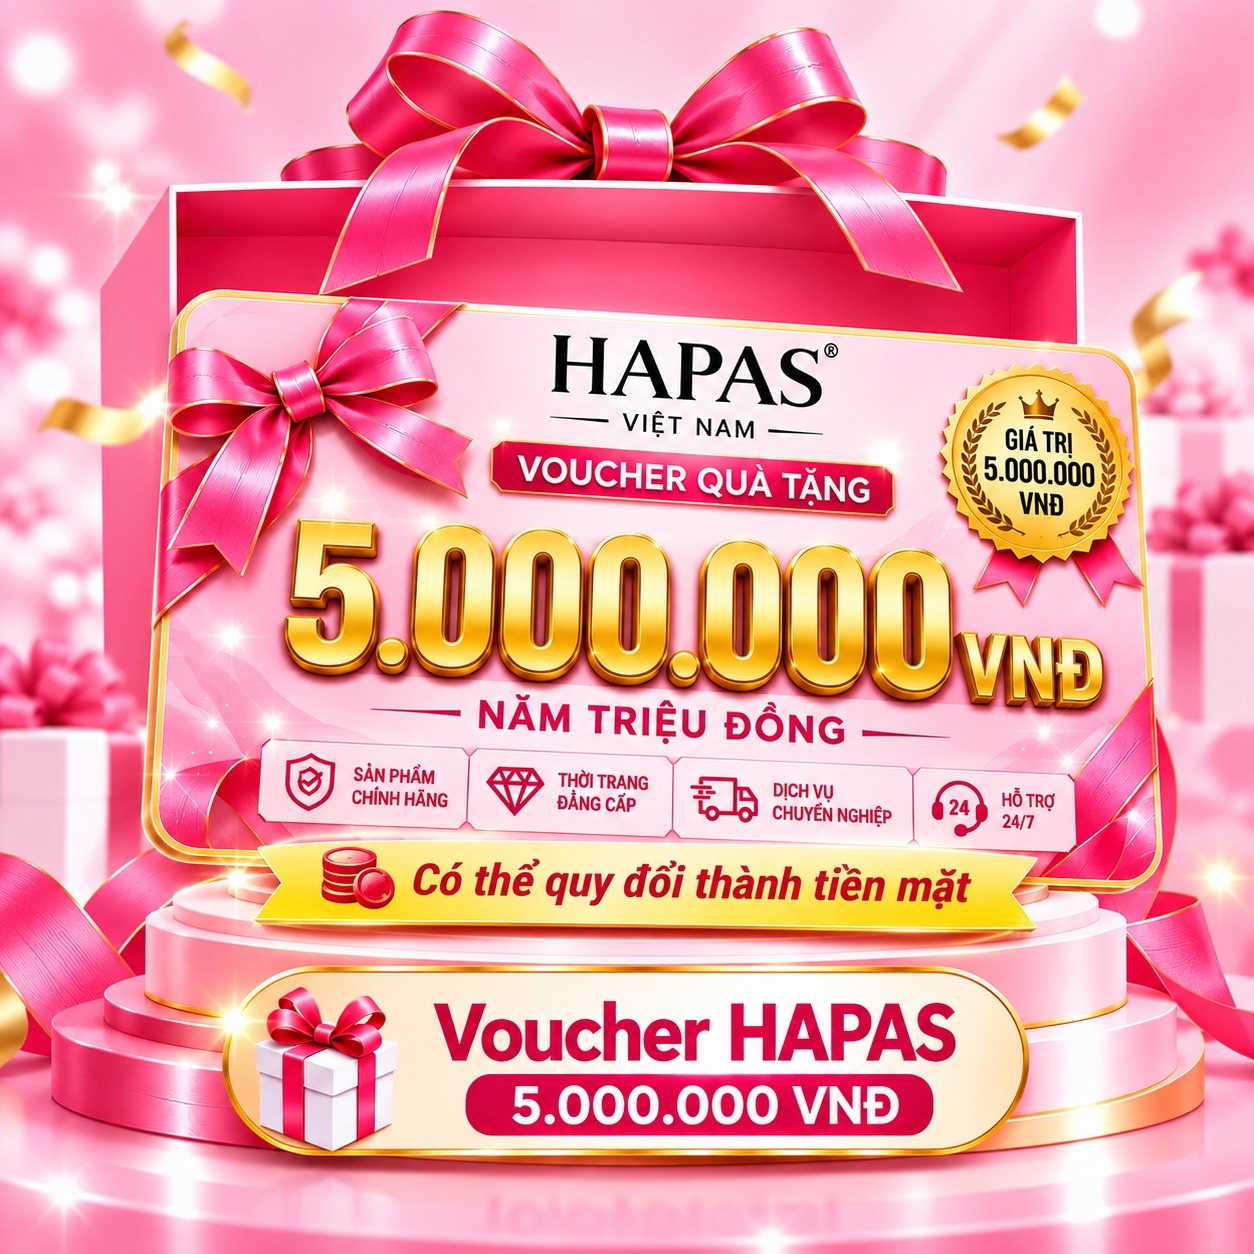 HAPAS®
VIỆT NAM
VOUCHER QUÀ TẶNG
GIÁ TRỊ
5.000.000
VNĐ
5.000.000 VNĐ
NĂM TRIỆU ĐỒNG
SẢN PHẨM
CHÍNH HÃNG
THỜI TRANG
ĐẲNG CẤP
DỊCH VỤ
CHUYÊN NGHIỆP
24
HỖ TRỢ
24/7
Có thể quy đổi thành tiền mặt
Voucher HAPAS
5.000.000 VNĐ